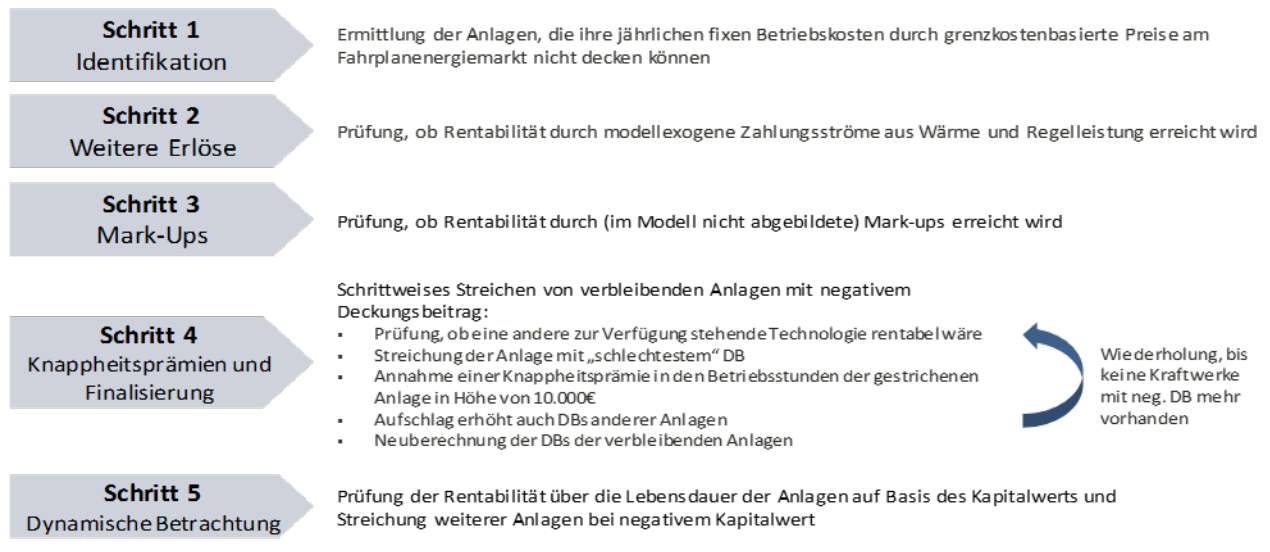 Schritt 1
Identifikation
Ermittlung der Anlagen, die ihre jährlichen fixen Betriebskosten durch grenzkostenbasierte Preise am
Fahrplanenergiemarkt nicht decken können
Schritt 2
Weitere Erlöse
Prüfung, ob Rentabilität durch modellexogene Zahlungsströme aus Wärme und Regelleistung erreicht wird
Schritt 3
Mark-Ups
Prüfung, ob Rentabilität durch (im Modell nicht abgebildete) Mark-ups erreicht wird
Schritt 4
Knappheitsprämien und
Finalisierung
Schrittweises Streichen von verbleibenden Anlagen mit negativem
Deckungsbeitrag:
▪ Prüfung, ob eine andere zur Verfügung stehende Technologie rentabel wäre
▪ Streichung der Anlage mit „schlechtestem“ DB
▪ Annahme einer Knappheitsprämie in den Betriebsstunden der gestrichenen
Anlage in Höhe von 10.000€
▪ Aufschlag erhöht auch DBs anderer Anlagen
▪ Neuberechnung der DBs der verbleibenden Anlagen
Wiederholung, bis
keine Kraftwerke
mit neg. DB mehr
vorhanden
Schritt 5
Dynamische Betrachtung
Prüfung der Rentabilität über die Lebensdauer der Anlagen auf Basis des Kapitalwerts und
Streichung weiterer Anlagen bei negativem Kapitalwert